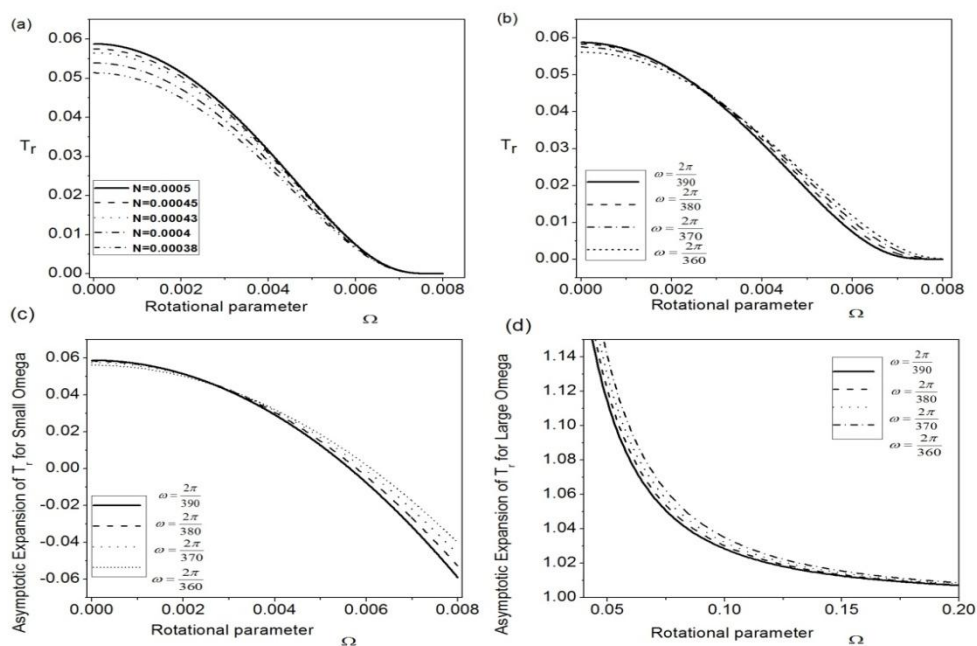 (a)
0.06
0.05
0.04
T_r
0.03
0.02
0.01
0.00
N=0.0005
N=0.00045
N=0.00043
N=0.0004
N=0.00038
0.000 0.002 0.004 0.006 0.008
Rotational parameter Ω
(b)
0.06
0.05
0.04
T_r
0.03
0.02
0.01
0.00
ω=2π/390
ω=2π/380
ω=2π/370
ω=2π/360
0.000 0.002 0.004 0.006 0.008
Rotational parameter Ω
(c)
Asymptotic Expansion of T_r for Small Omega
0.06
0.04
0.02
0.00
-0.02
-0.04
-0.06
ω=2π/390
ω=2π/380
ω=2π/370
ω=2π/360
0.000 0.002 0.004 0.006 0.008
Rotational parameter Ω
(d)
Asymptotic Expansion of T_r for Large Omega
1.14
1.12
1.10
1.08
1.06
1.04
1.02
1.00
ω=2π/390
ω=2π/380
ω=2π/370
ω=2π/360
0.05 0.10 0.15 0.20
Rotational parameter Ω